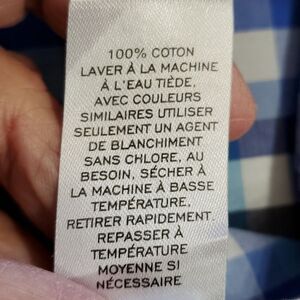 100% COTON
LAVER À LA MACHINE
À L'EAU TIÈDE,
AVEC COULEURS
SIMILAIRES UTILISER
SEULEMENT UN AGENT
DE BLANCHIMENT
SANS CHLORE, AU
BESOIN, SÉCHER À
LA MACHINE À BASSE
TEMPÉRATURE,
RETIRER RAPIDEMENT.
REPASSER À
TEMPÉRATURE
MOYENNE SI
NÉCESSAIRE